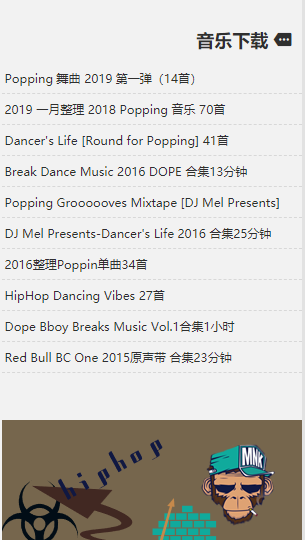 音乐下载
Popping 舞曲 2019 第一弹（14首）
2019 一月整理 2018 Popping 音乐 70首
Dancer's Life [Round for Popping] 41首
Break Dance Music 2016 DOPE 合集13分钟
Popping Groooooves Mixtape [DJ Mel Presents]
DJ Mel Presents-Dancer's Life 2016 合集25分钟
2016整理Poppin单曲34首
HipHop Dancing Vibes 27首
Dope Bboy Breaks Music Vol.1合集1小时
Red Bull BC One 2015原声带 合集23分钟
hiphop
MNK